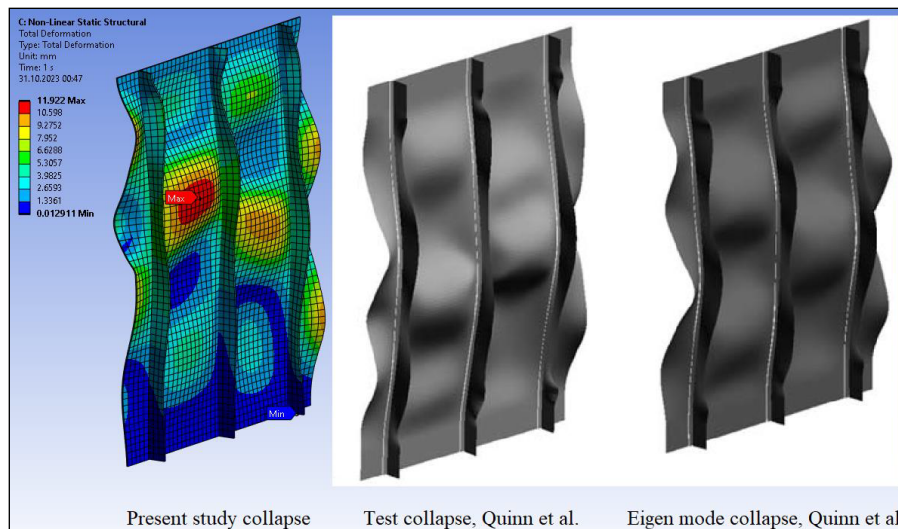 C: Non-Linear Static Structural
Total Deformation
Type: Total Deformation
Unit: mm
Time: 1 s
31.10.2023 00:47
11.922 Max
10.598
9.2752
7.952
6.6288
5.3057
3.9825
2.6593
1.3361
0.012911 Min
Max
Min
Present study collapse
Test collapse, Quinn et al.
Eigen mode collapse, Quinn et al